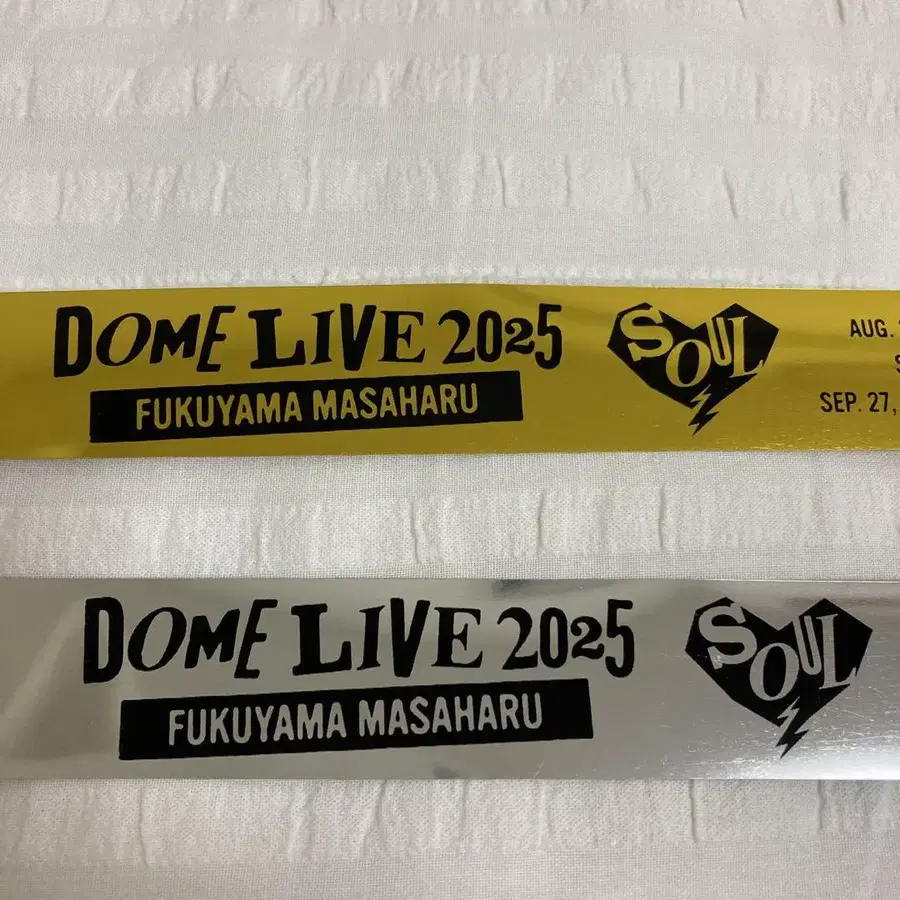 DOME LIVE 2025
FUKUYAMA MASAHARU
SOUL
AUG.
SEP. 27,
DOME LIVE 2025
FUKUYAMA MASAHARU
SOUL